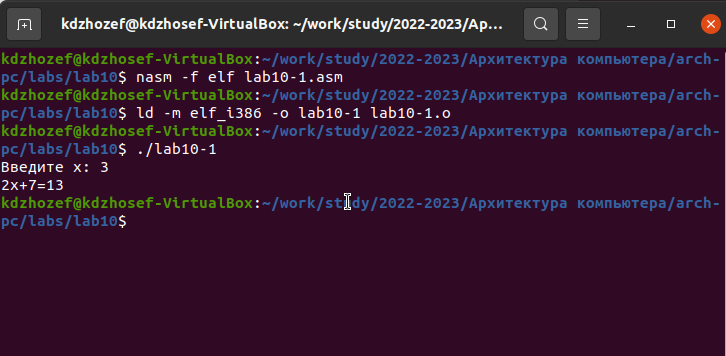 kdzhozef@kdzhosef-VirtualBox: ~/work/study/2022-2023/Ар...
kdzhozef@kdzhosef-VirtualBox:~/work/study/2022-2023/Архитектура компьютера/arch-
pc/labs/lab10$ nasm -f elf lab10-1.asm
kdzhozef@kdzhosef-VirtualBox:~/work/study/2022-2023/Архитектура компьютера/arch-
pc/labs/lab10$ ld -m elf_i386 -o lab10-1 lab10-1.o
kdzhozef@kdzhosef-VirtualBox:~/work/study/2022-2023/Архитектура компьютера/arch-
pc/labs/lab10$ ./lab10-1
Введите x: 3
2x+7=13
kdzhozef@kdzhosef-VirtualBox:~/work/study/2022-2023/Архитектура компьютера/arch-
pc/labs/lab10$